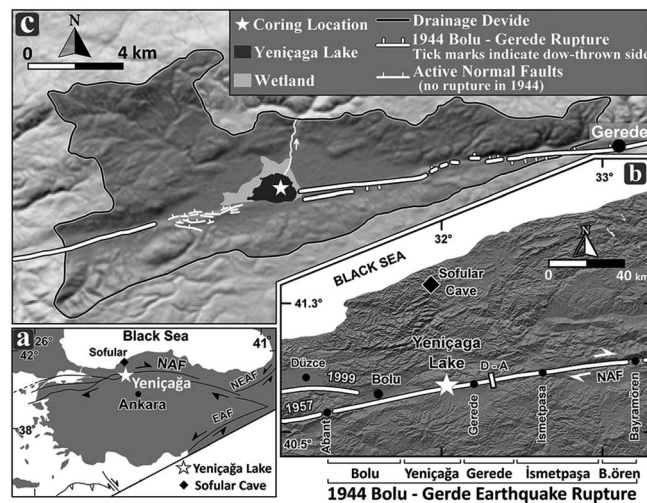 c
N
0 4 km
Coring Location
Yeniçaga Lake
Wetland
Drainage Devide
1944 Bolu - Gerede Rupture
Tick marks indicate dow-thrown side
Active Normal Faults
(no rupture in 1944)
Gerede
b
33°
32°
N
0 40 km
BLACK SEA
Sofular
Cave
41.3°
Yeniçaga
Lake
D - A
NAF
Düzce
1999
Bolu
1957
Abant
Gerede
İsmetpaşa
Bayramören
40.5°
Bolu Yeniçağa Gerede İsmetpaşa B.ören
1944 Bolu - Gerde Earthquake Rupture
a
26°
42°
Black Sea
41°
Sofular
NAF
Yeniçağa
NEAF
Ankara
EAF
38°
Yeniçağa Lake
Sofular Cave